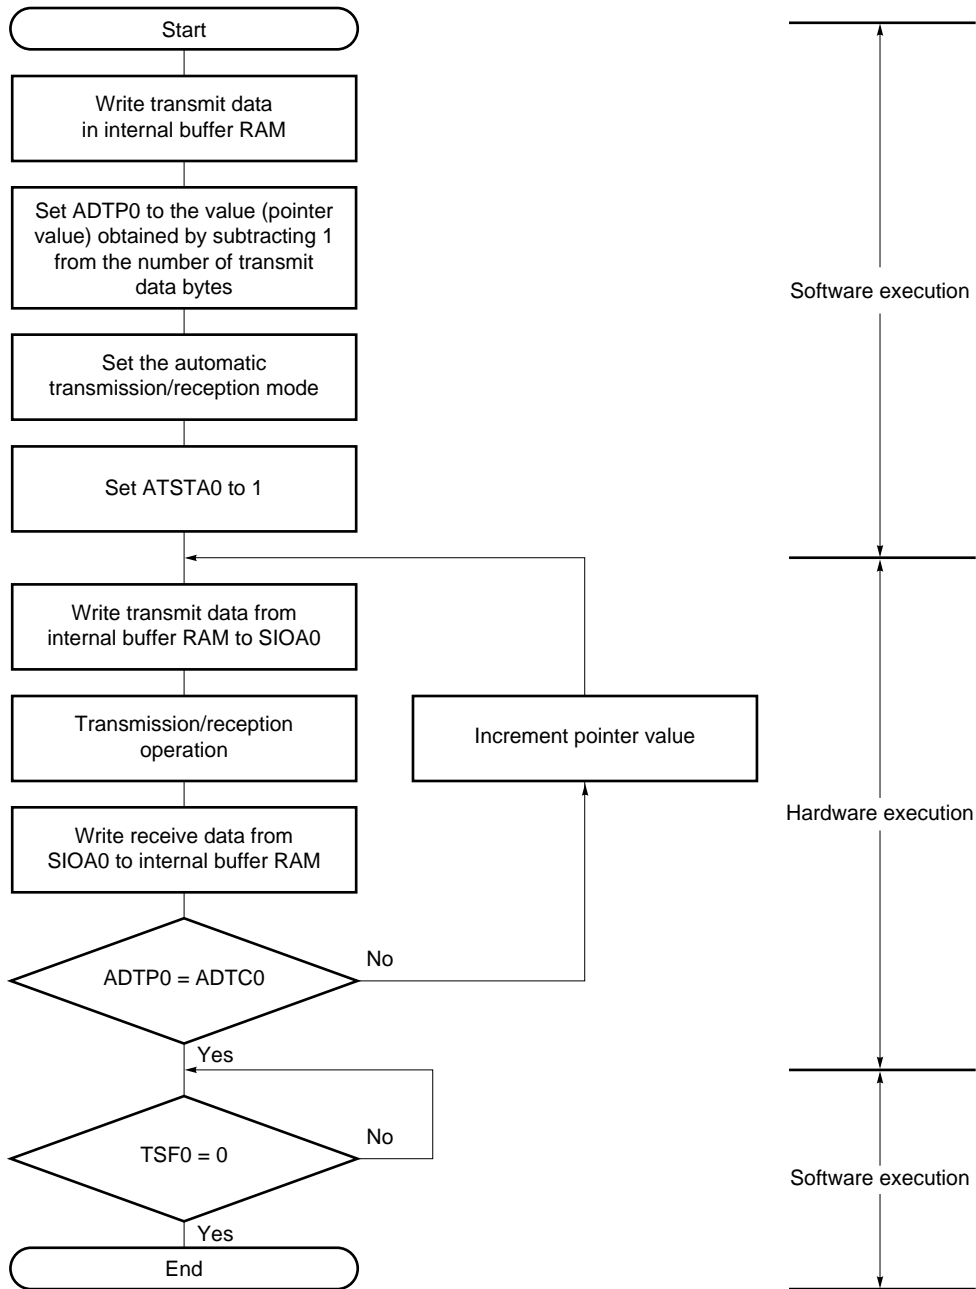 Start
Write transmit data
in internal buffer RAM
Set ADTP0 to the value (pointer
value) obtained by subtracting 1
from the number of transmit
data bytes
Software execution
Set the automatic
transmission/reception mode
Set ATSTA0 to 1
Write transmit data from
internal buffer RAM to SIOA0
Transmission/reception
operation
Increment pointer value
Hardware execution
Write receive data from
SIOA0 to internal buffer RAM
ADTP0 = ADTC0
No
Yes
TSF0 = 0
No
Software execution
Yes
End